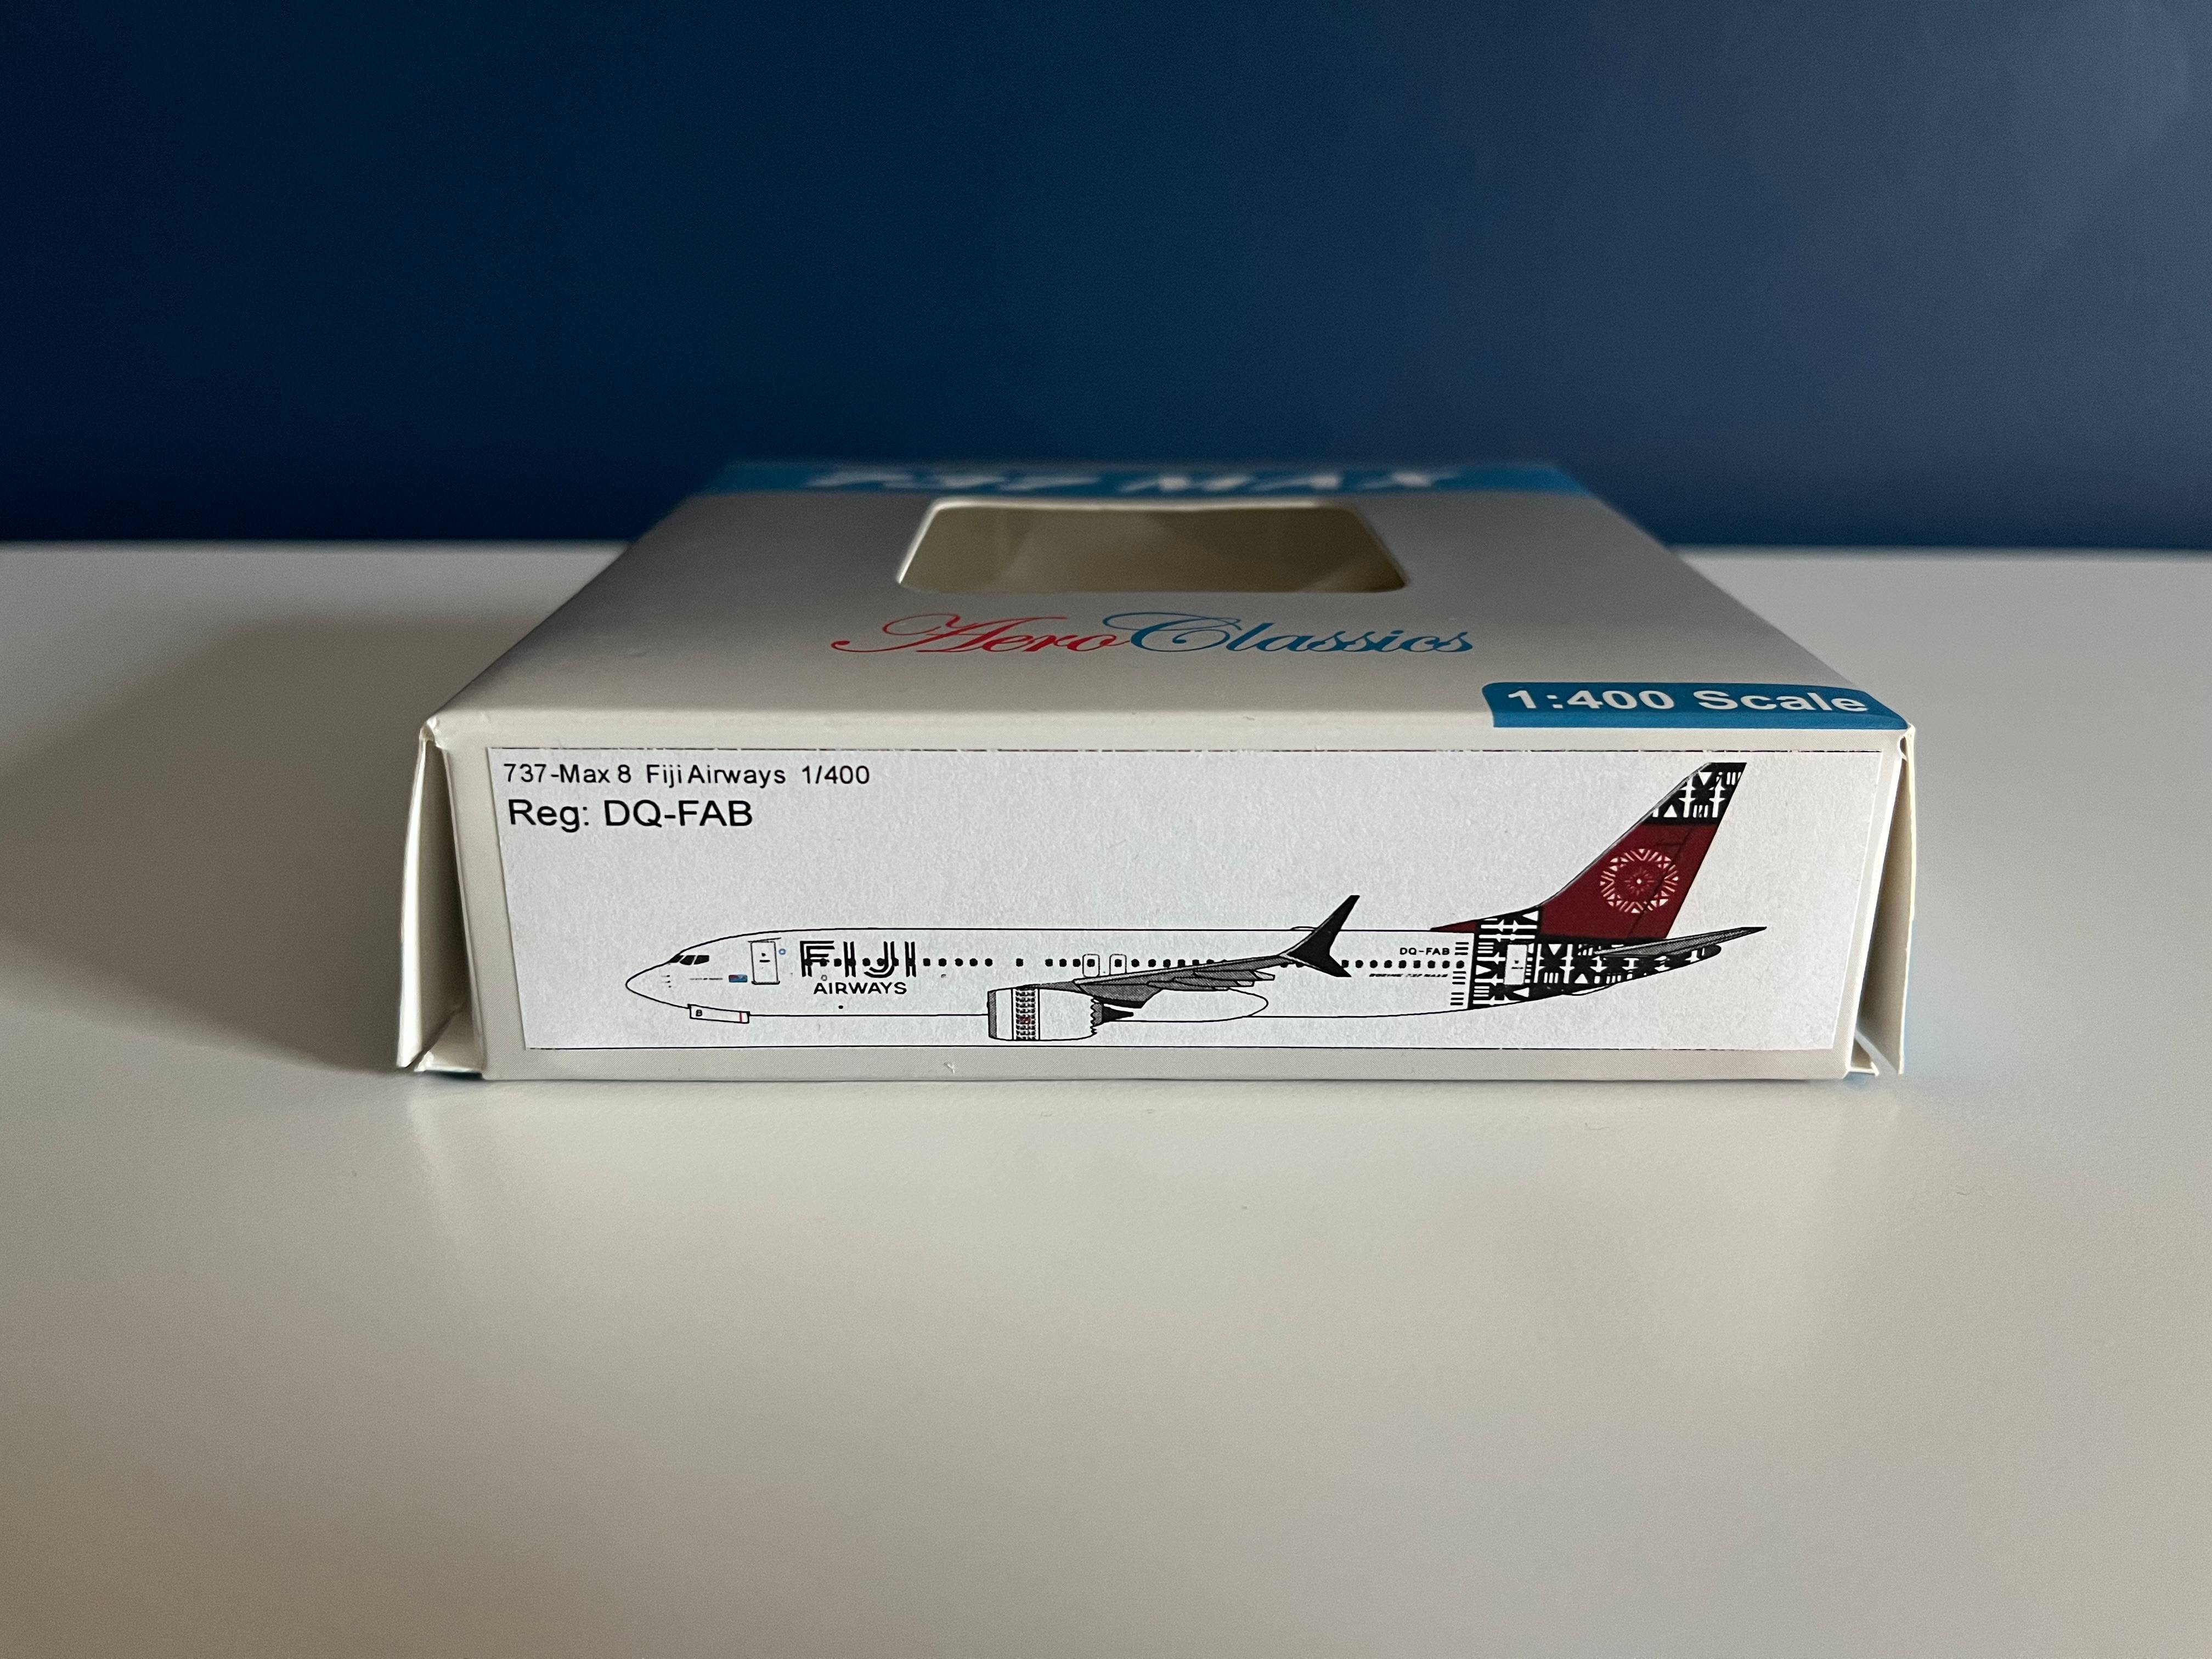 737 MAX
AeroClassics
1:400 Scale
737-Max 8 Fiji Airways 1/400
Reg: DQ-FAB
FIJI
AIRWAYS
DQ-FAB
B